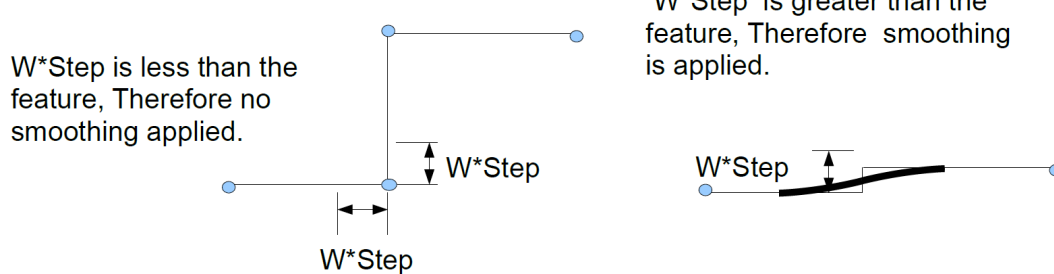 W*Step is less than the
feature, Therefore no
smoothing applied.
W*Step
W*Step
W*Step is greater than the
feature, Therefore smoothing
is applied.
W*Step